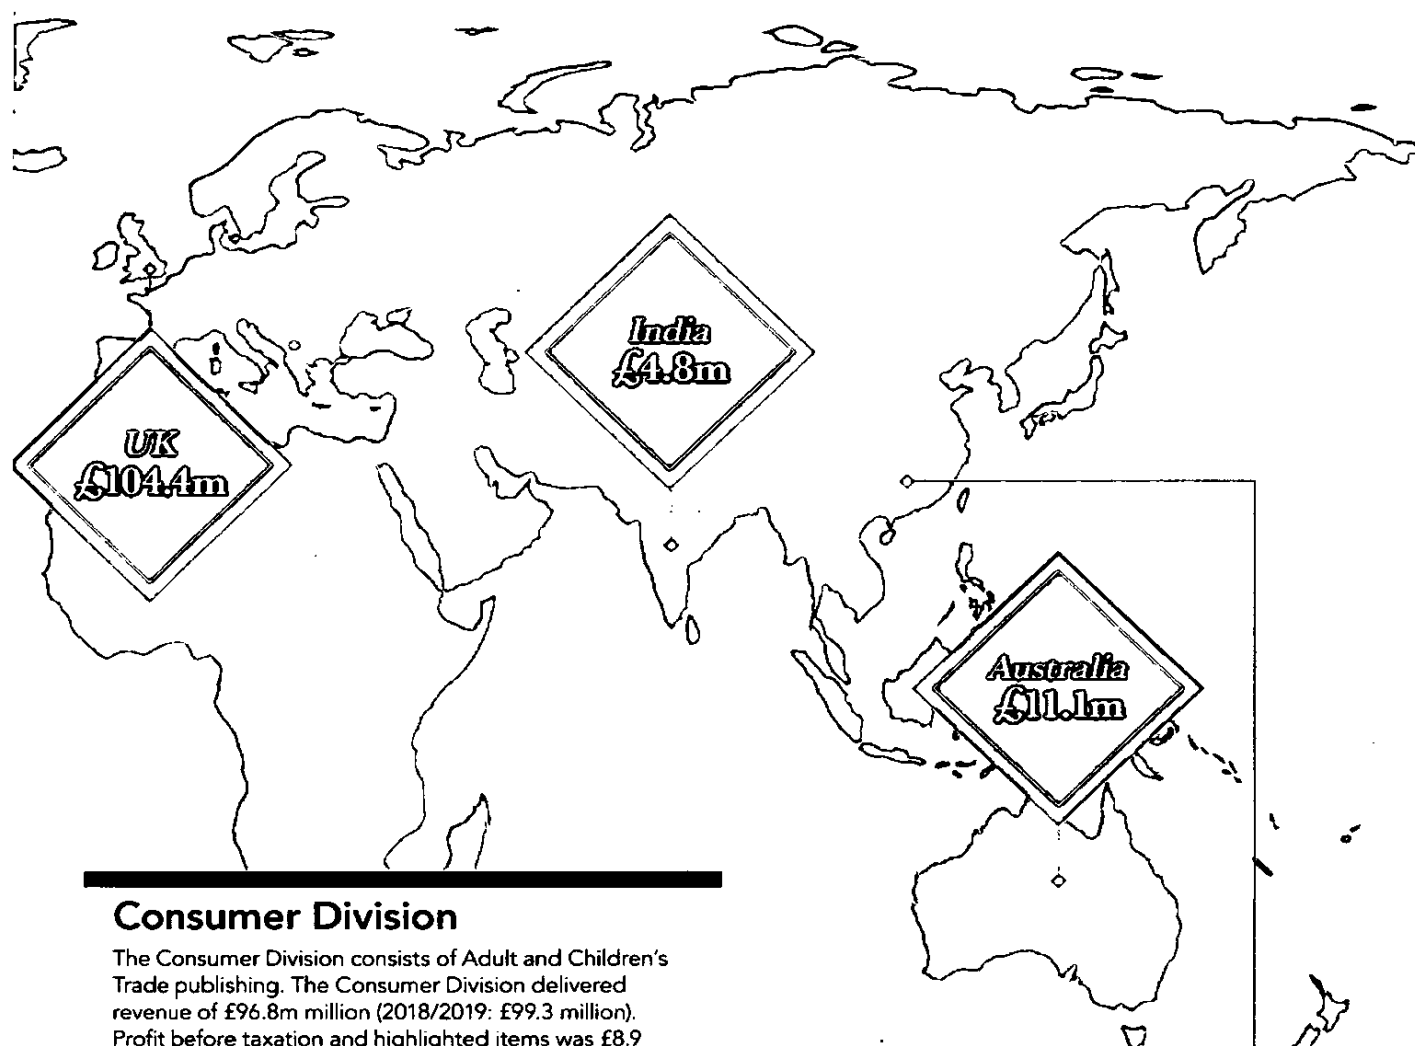 India
£4.8m
UK
£104.4m
Australia
£11.1m
Consumer Division
The Consumer Division consists of Adult and Children's
Trade publishing. The Consumer Division delivered
revenue of £96.8m million (2018/2019: £99.3 million).
Profit before taxation and highlighted items was £8.9